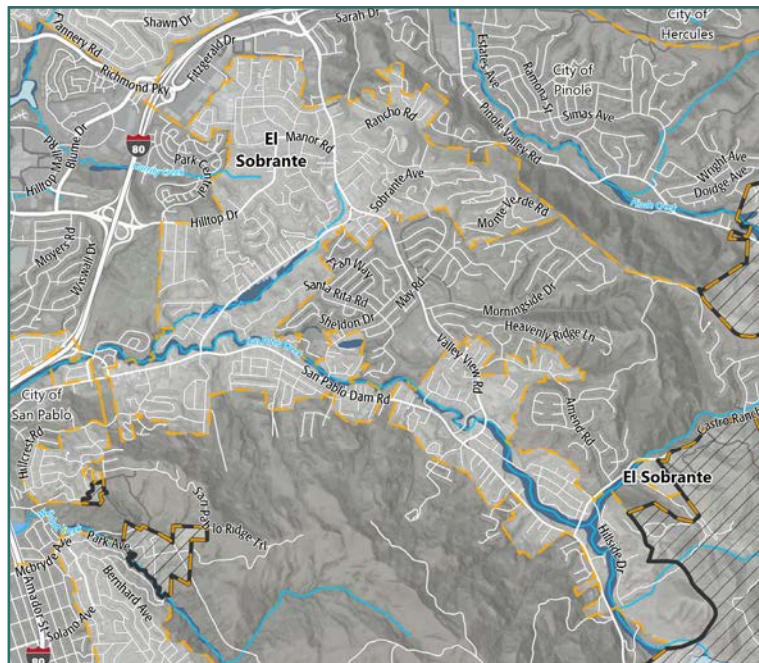 City of
Hercules
Shawn Dr
Sarah Dr
Tannery Rd
Richmond Pky
Fitzgerald Dr
Estates Ave
Ramona St
City of
Pinole
Simas Ave
80
Blume Dr
Hilltop Mall Rd
El
Sobrante
Manor Rd
Rancho Rd
Pinole Valley Rd
Park Central
Wright Ave
Doidge Ave
Sobrante Ave
Monte Verde Rd
Pinole Creek
Hilltop Dr
Moyers Rd
Wiswall Dr
Fran Way
Santa Rita Rd
May Rd
Morningside Dr
Sheldon Dr
Heavenly Ridge Ln
Valley View Rd
San Pablo Dam Rd
City of
San Pablo
Amend Rd
Castro Ranch
Hillcrest Rd
El Sobrante
San Pablo Ridge Trl
Park Ave
Hillside Dr
Mcbryde Ave
Bernhard Ave
Amador St
Solano Ave
80